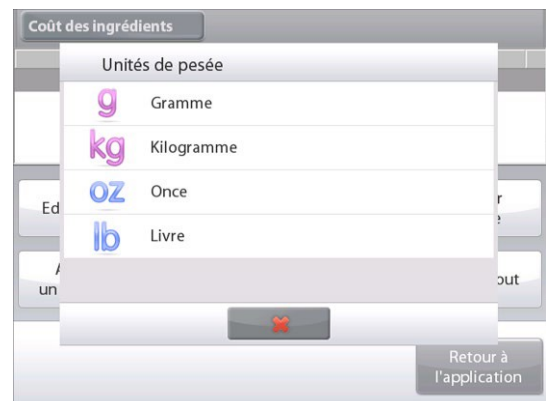 Coût des ingrédients
Unités de pesée
g Gramme
kg Kilogramme
oz Once
lb Livre
Retour à
l'application